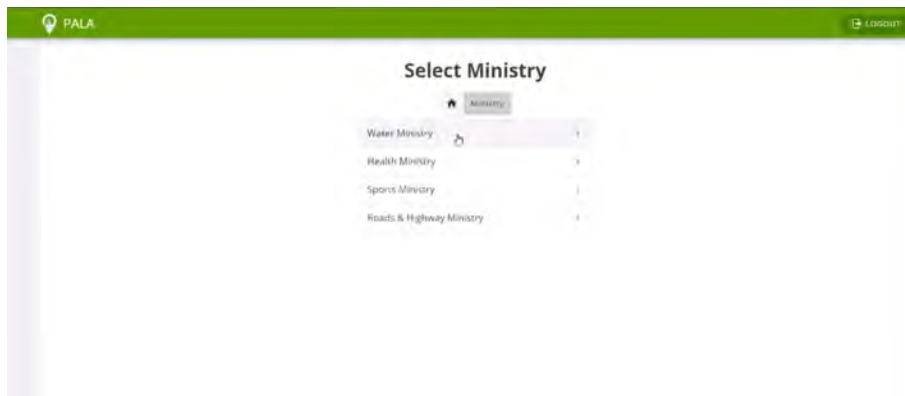 PALA
LOGOUT
Select Ministry
Ministry
Water Ministry
Health Ministry
Sports Ministry
Roads & Highway Ministry